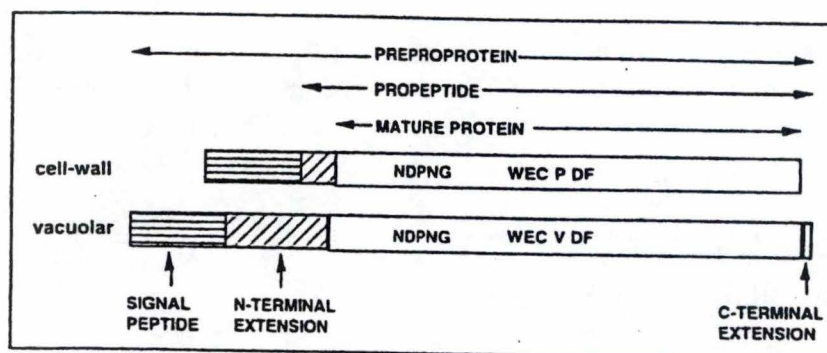 PREPROPROTEIN
PROPEPTIDE
MATURE PROTEIN
cell-wall
NDPNG WEC P DF
vacuolar
NDPNG WEC V DF
SIGNAL PEPTIDE
N-TERMINAL EXTENSION
C-TERMINAL EXTENSION